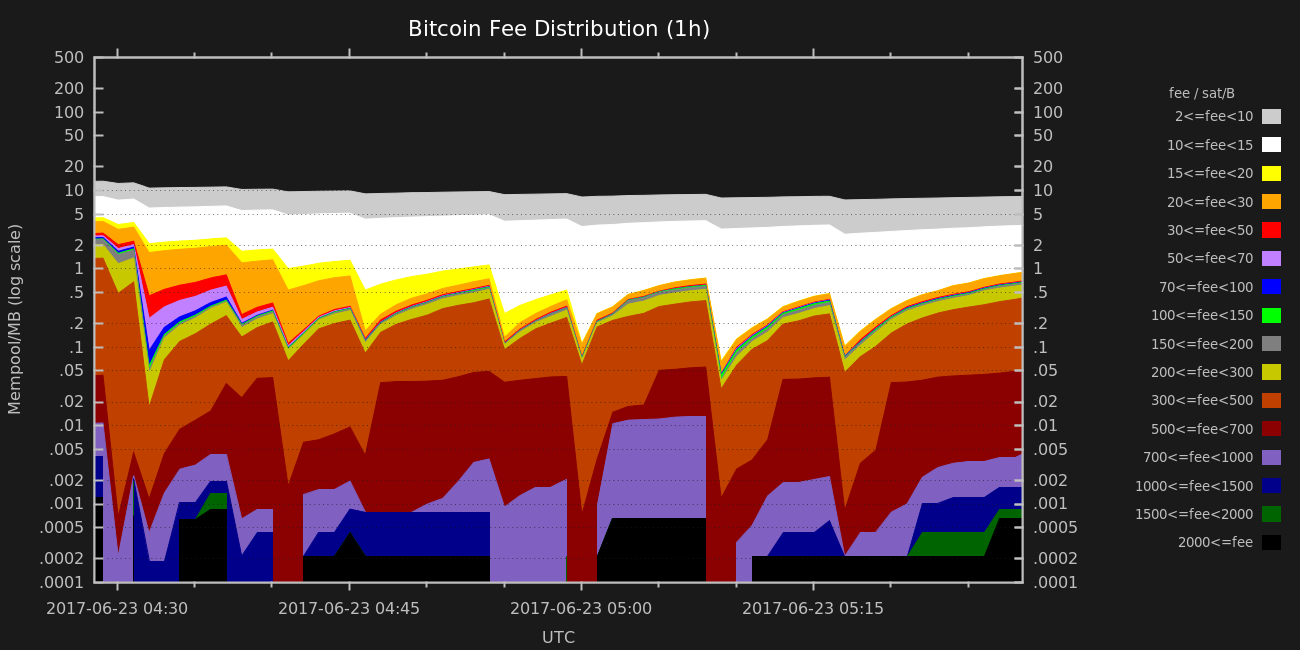 Bitcoin Fee Distribution (1h)
Mempool/MB (log scale)
500
200
100
50
20
10
5
2
1
.5
.2
.1
.05
.02
.01
.005
.002
.001
.0005
.0002
.0001
500
200
100
50
20
10
5
2
1
.5
.2
.1
.05
.02
.01
.005
.002
.001
.0005
.0002
.0001
2017-06-23 04:30
2017-06-23 04:45
2017-06-23 05:00
2017-06-23 05:15
UTC
fee / sat/B
2<=fee<10
10<=fee<15
15<=fee<20
20<=fee<30
30<=fee<50
50<=fee<70
70<=fee<100
100<=fee<150
150<=fee<200
200<=fee<300
300<=fee<500
500<=fee<700
700<=fee<1000
1000<=fee<1500
1500<=fee<2000
2000<=fee